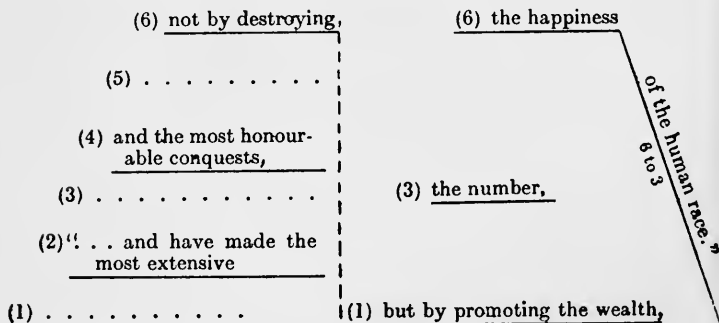 (6) not by destroying,
(6) the happiness
(5) . . . . . . . . .
of the human race.”
6 to 3
(4) and the most honour-
able conquests,
(3) . . . . . . . . . . .
(3) the number,
(2) “. . . and have made the
most extensive
(1) . . . . . . . . . .
(1) but by promoting the wealth,